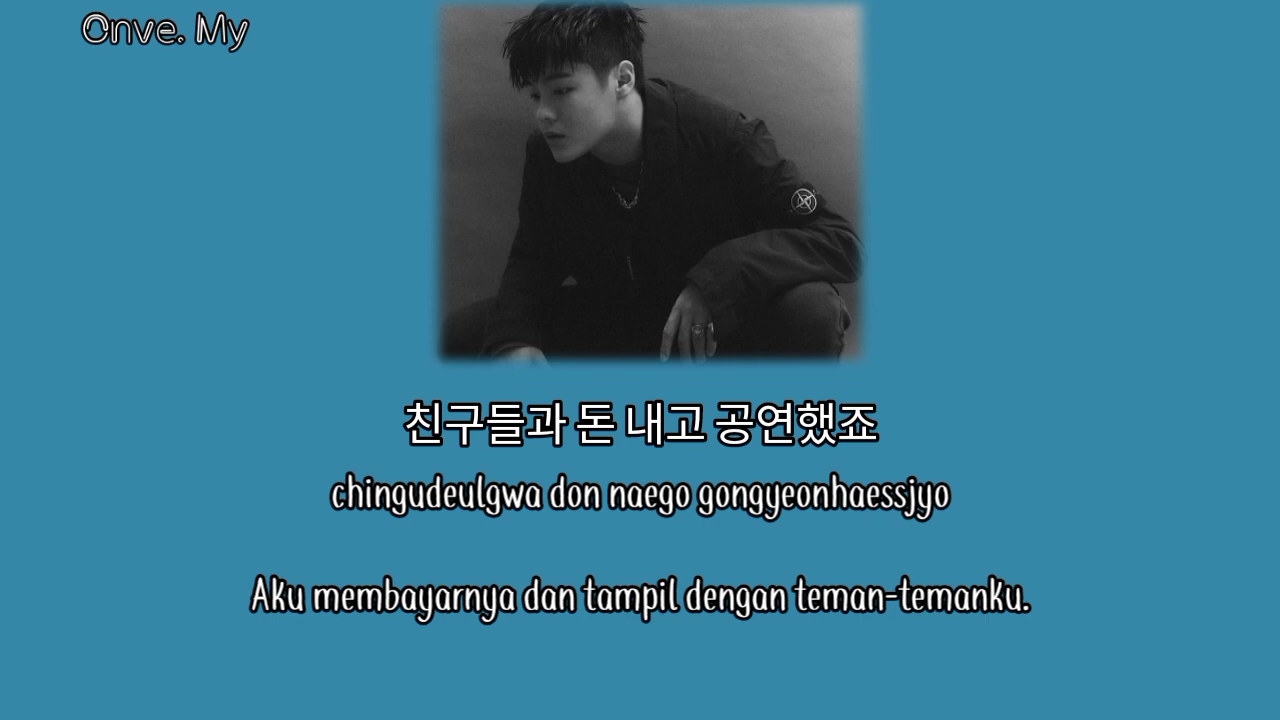 Onve. My
친구들과 돈 내고 공연했죠
chingudeulgwa don naego gongyeonhaessjyo
Aku membayarnya dan tampil dengan teman-temanku.